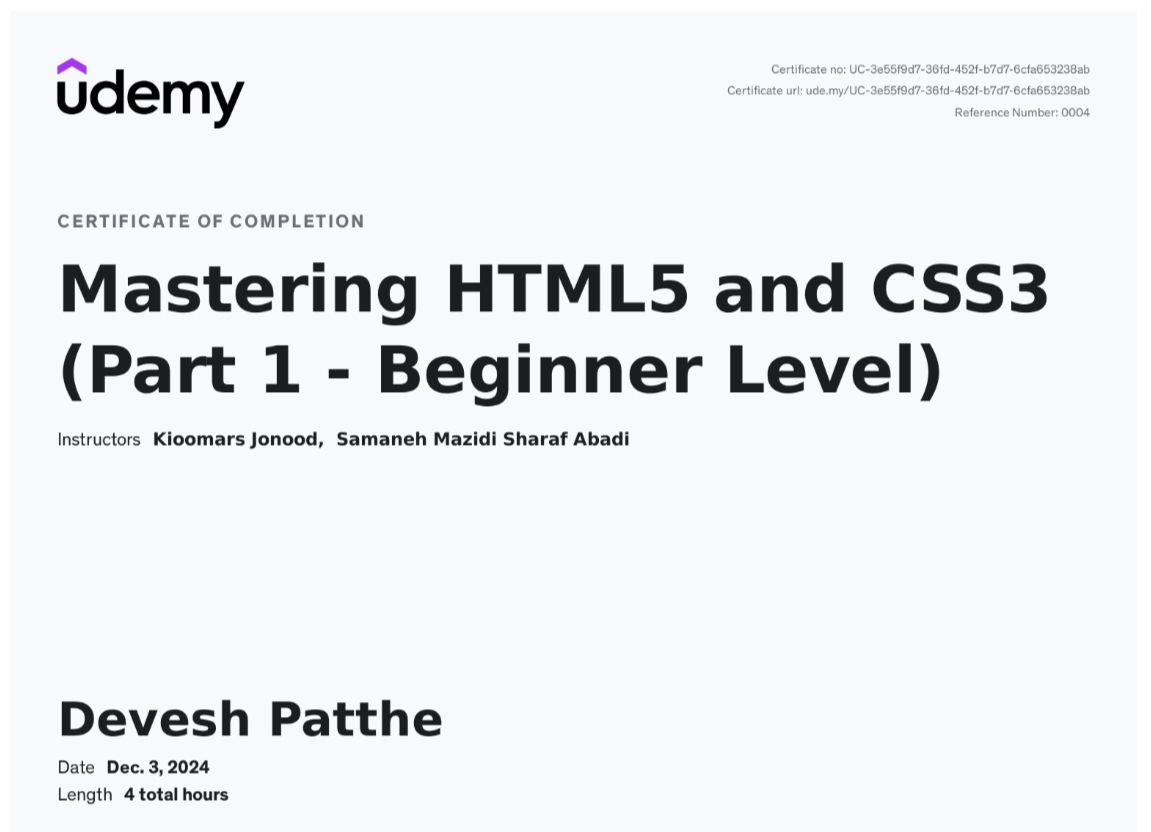 udemy
Certificate no: UC-3e55f9d7-36fd-452f-b7d7-6cfa653238ab
Certificate url: ude.my/UC-3e55f9d7-36fd-452f-b7d7-6cfa653238ab
Reference Number: 0004
CERTIFICATE OF COMPLETION
Mastering HTML5 and CSS3
(Part 1 - Beginner Level)
Instructors Kioomars Jonood, Samaneh Mazidi Sharaf Abadi
Devesh Patthe
Date Dec. 3, 2024
Length 4 total hours